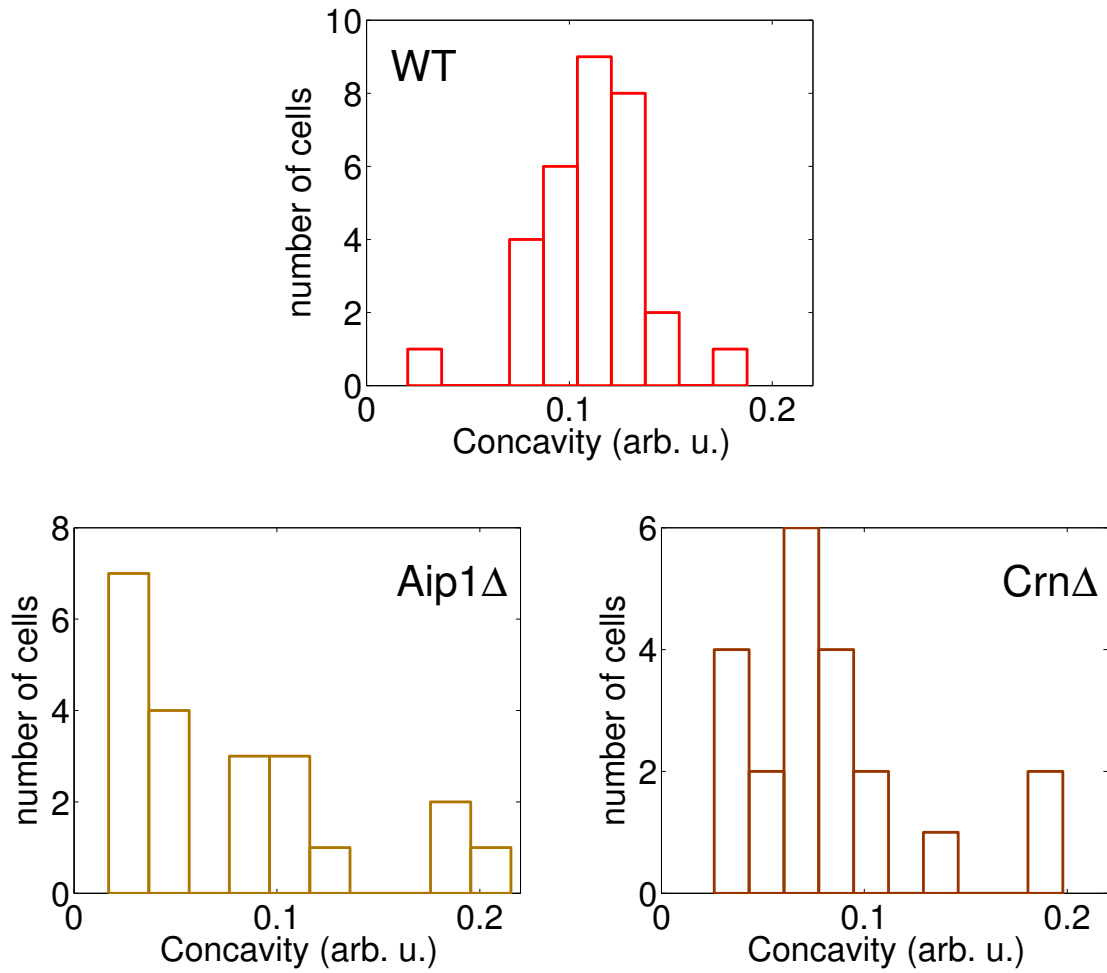 10
8
6
4
2
0
number of cells
WT
0
0.1
0.2
Concavity (arb. u.)
8
6
4
2
0
number of cells
Aip1Δ
0
0.1
0.2
Concavity (arb. u.)
6
4
2
0
number of cells
CrnΔ
0
0.1
0.2
Concavity (arb. u.)